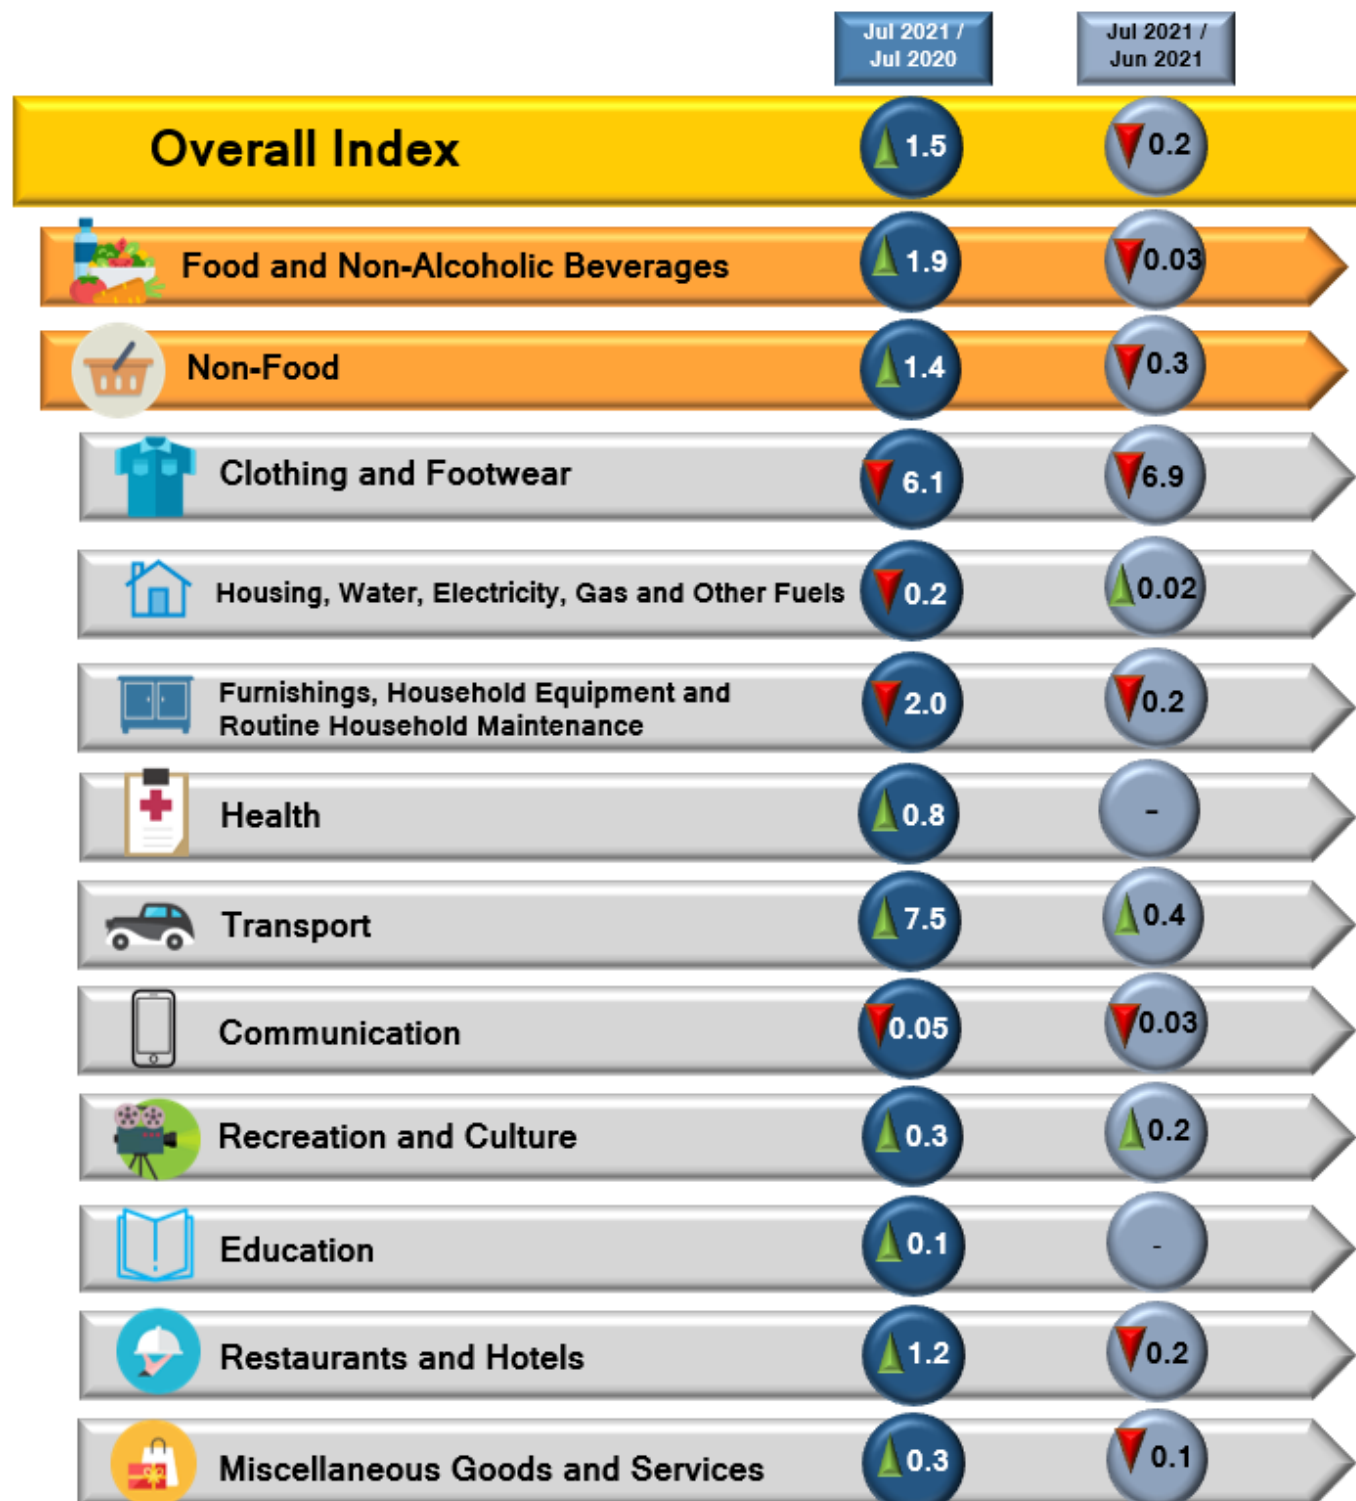 Jul 2021 /
Jul 2020
Jul 2021 /
Jun 2021
Overall Index 1.5 0.2
Food and Non-Alcoholic Beverages 1.9 0.03
Non-Food 1.4 0.3
Clothing and Footwear 6.1 6.9
Housing, Water, Electricity, Gas and Other Fuels 0.2 0.02
Furnishings, Household Equipment and
Routine Household Maintenance 2.0 0.2
Health 0.8 -
Transport 7.5 0.4
Communication 0.05 0.03
Recreation and Culture 0.3 0.2
Education 0.1 -
Restaurants and Hotels 1.2 0.2
Miscellaneous Goods and Services 0.3 0.1